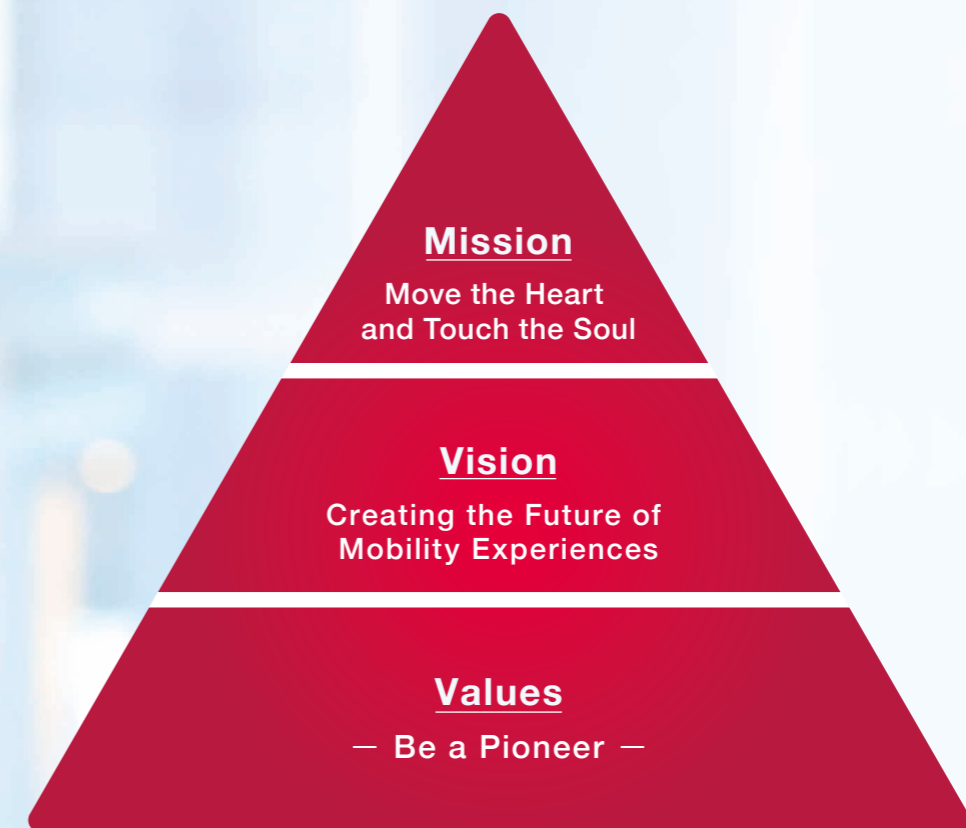 Mission
Move the Heart
and Touch the Soul
Vision
Creating the Future of
Mobility Experiences
Values
— Be a Pioneer —